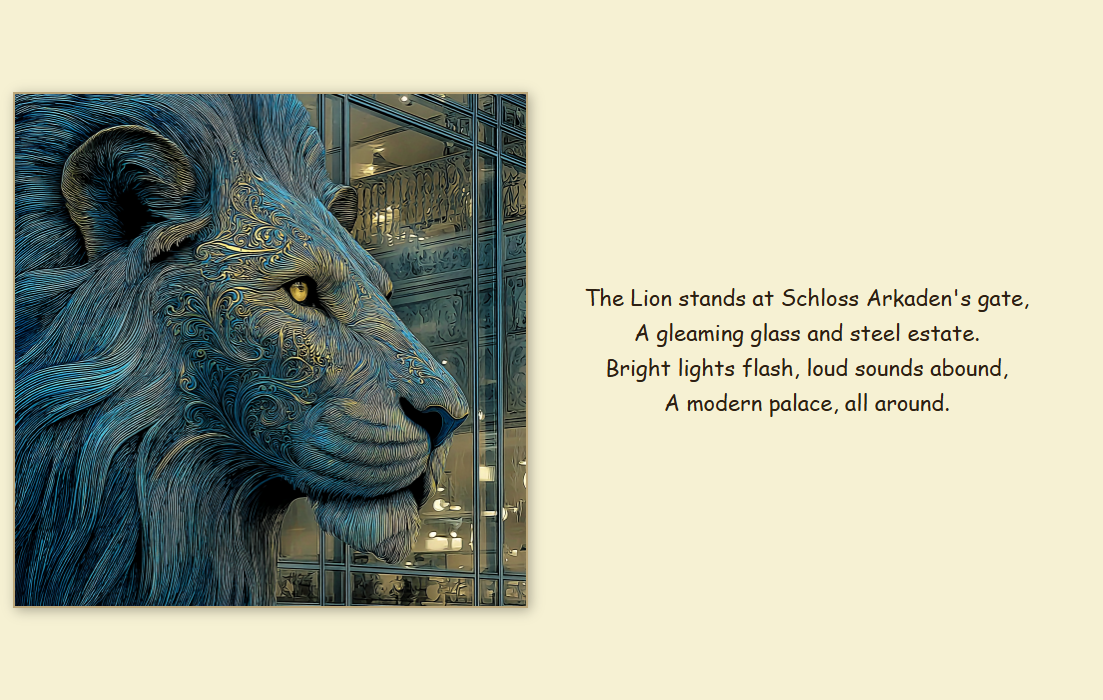 The Lion stands at Schloss Arkaden's gate,
A gleaming glass and steel estate.
Bright lights flash, loud sounds abound,
A modern palace, all around.